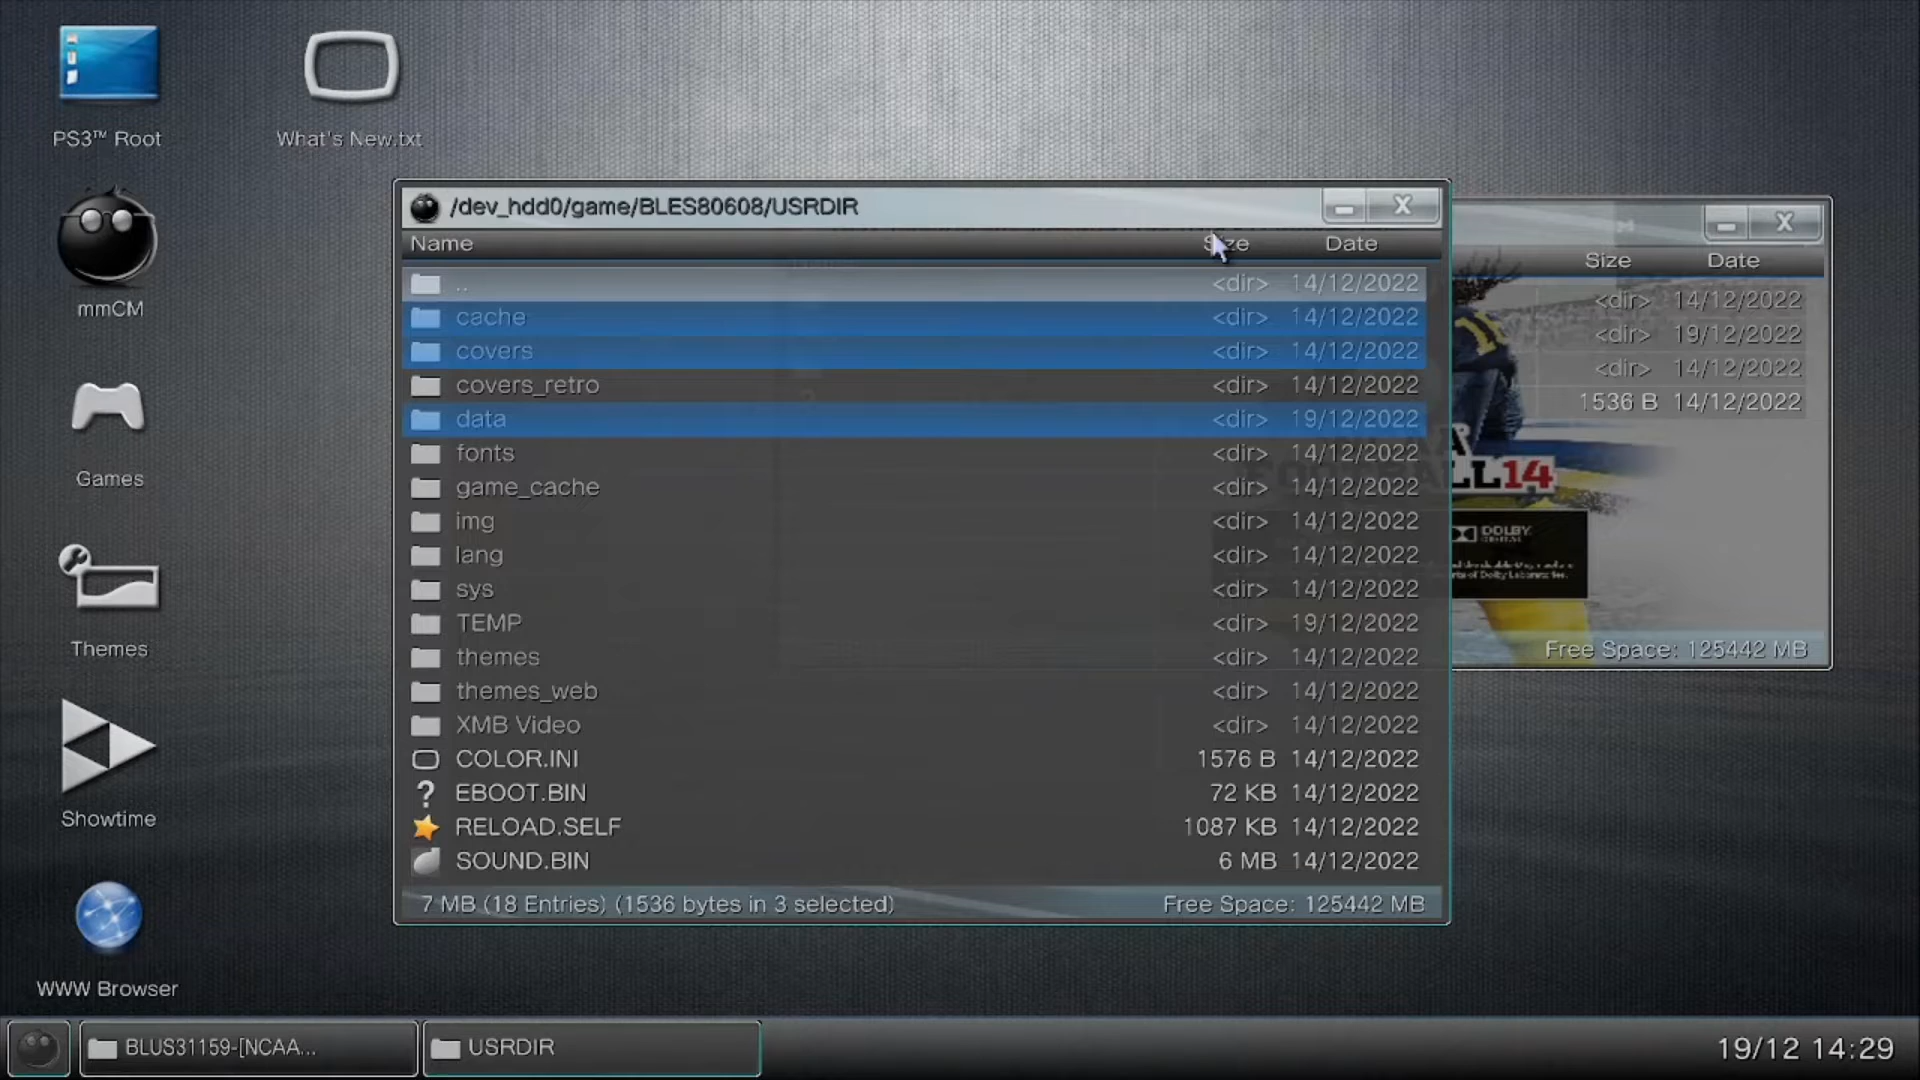 PS3™ Root
What's New.txt
mmCM
Games
Themes
Showtime
WWW Browser
/dev_hdd0/game/BLES80608/USRDIR
X
Name Size Date
.. <dir> 14/12/2022
cache <dir> 14/12/2022
covers <dir> 14/12/2022
covers_retro <dir> 14/12/2022
data <dir> 19/12/2022
fonts <dir> 14/12/2022
game_cache <dir> 14/12/2022
img <dir> 14/12/2022
lang <dir> 14/12/2022
sys <dir> 14/12/2022
TEMP <dir> 19/12/2022
themes <dir> 14/12/2022
themes_web <dir> 14/12/2022
XMB Video <dir> 14/12/2022
COLOR.INI 1576 B 14/12/2022
EBOOT.BIN 72 KB 14/12/2022
RELOAD.SELF 1087 KB 14/12/2022
SOUND.BIN 6 MB 14/12/2022
7 MB (18 Entries) (1536 bytes in 3 selected) Free Space: 125442 MB
X
Size Date
<dir> 14/12/2022
<dir> 19/12/2022
<dir> 14/12/2022
1536 B 14/12/2022
LL14
DOLBY
DIGITAL
Free Space: 125442 MB
BLUS31159-[NCAA...
USRDIR
19/12 14:29